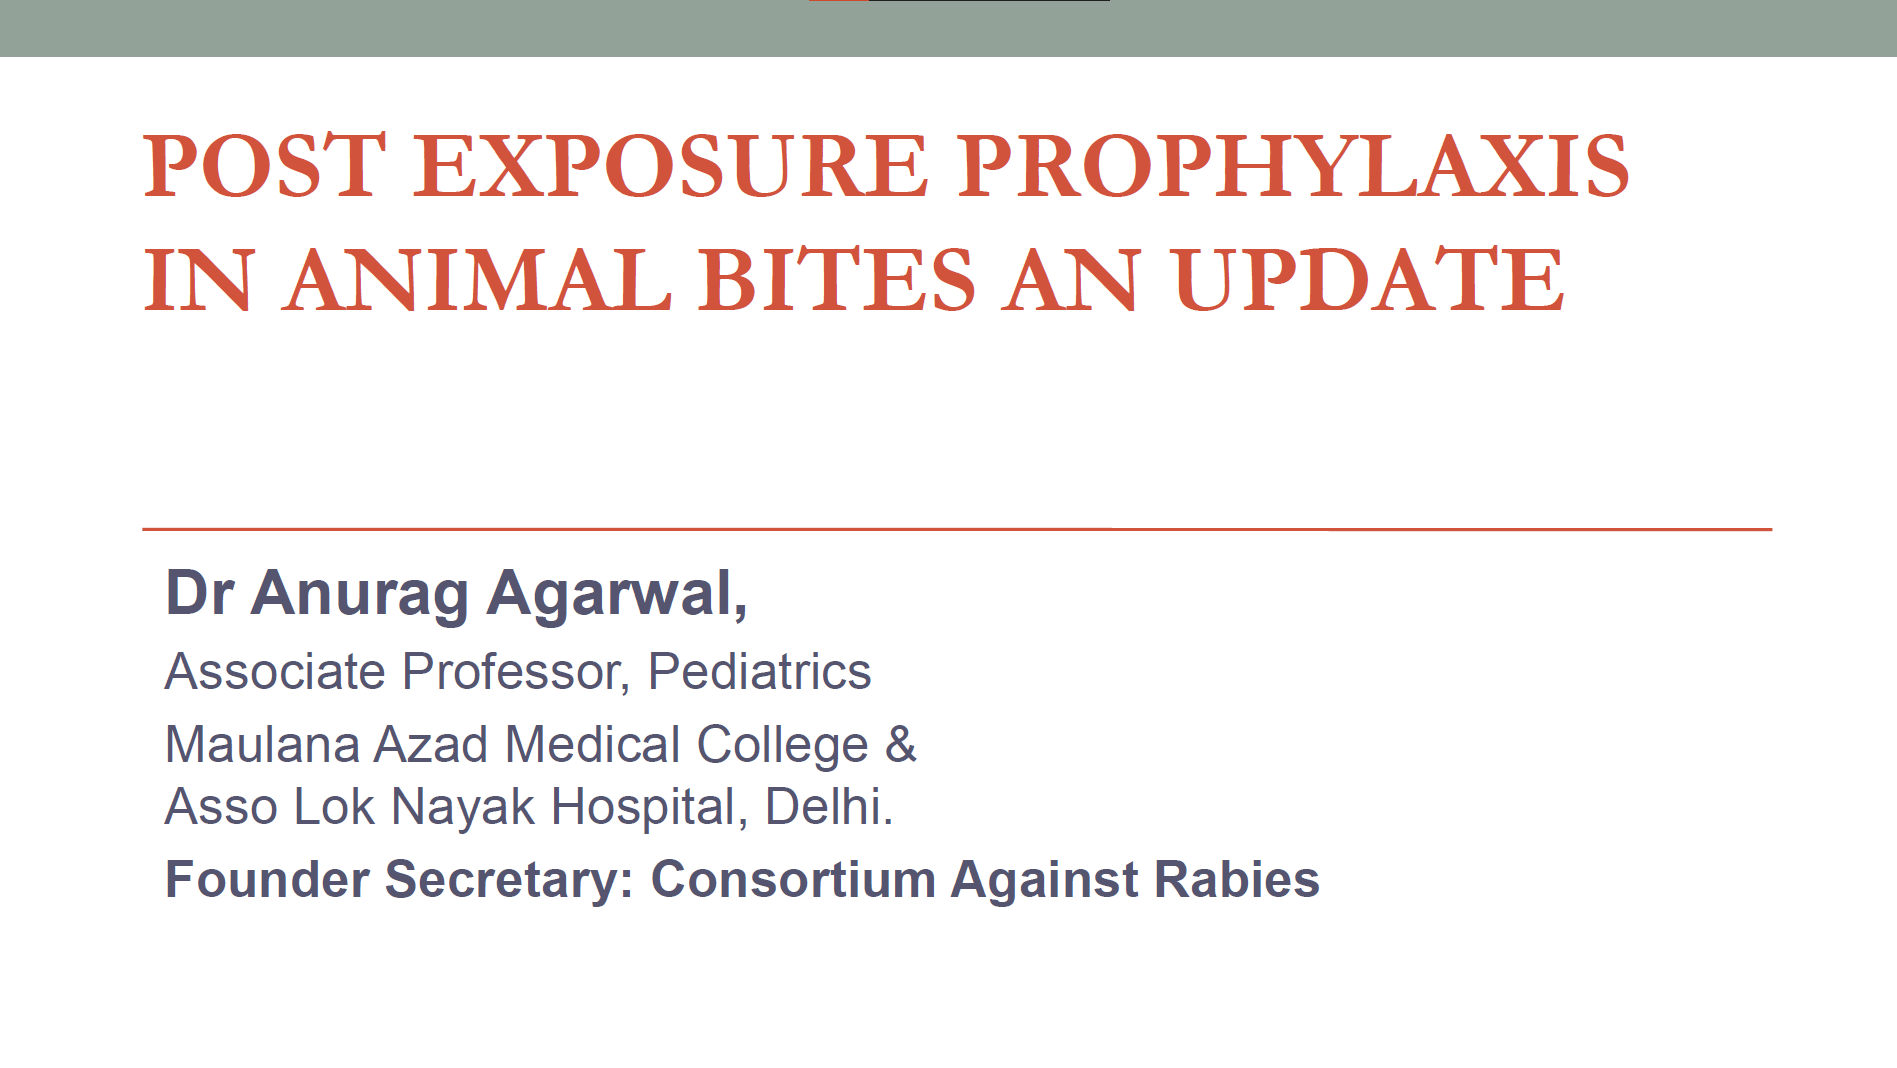 POST EXPOSURE PROPHYLAXIS
IN ANIMAL BITES AN UPDATE
Dr Anurag Agarwal,
Associate Professor, Pediatrics
Maulana Azad Medical College &
Asso Lok Nayak Hospital, Delhi.
Founder Secretary: Consortium Against Rabies